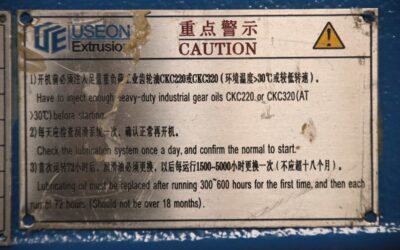 USEON
Extrusio
重点警示
CAUTION
1)开机前必须注入足量重负荷工业齿轮油CKC220或CKC320(环境温度>30℃或较低转速)。
Have to inject enough heavy-duty industrial gear oils CKC220 or CKC320(AT
>30℃) before starting.
2)每天应检查润滑系统一次、确认正常再开机。
Check the lubrication system once a day, and confirm the normal to start.
3)首次运转72小时后、润滑油必须更换，以后每运行1500-5000小时更换一次(不应超十八个月)。
Lubricating oil must be replaced after running 300~600 hours for the first time, and then each
run of 72 hours (Should not be over 18 months).